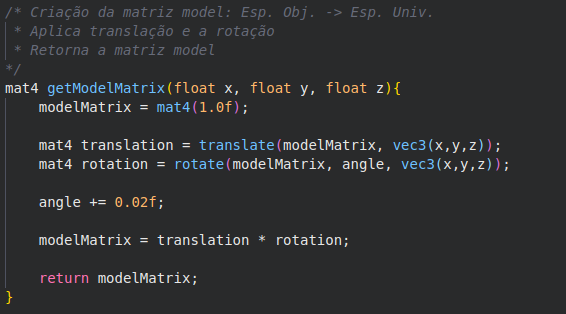 /* Criação da matriz model: Esp. Obj. -> Esp. Univ.
 * Aplica translação e a rotação
 * Retorna a matriz model
*/
mat4 getModelMatrix(float x, float y, float z){
    modelMatrix = mat4(1.0f);
    mat4 translation = translate(modelMatrix, vec3(x,y,z));
    mat4 rotation = rotate(modelMatrix, angle, vec3(x,y,z));
    angle += 0.02f;
    modelMatrix = translation * rotation;
    return modelMatrix;
}